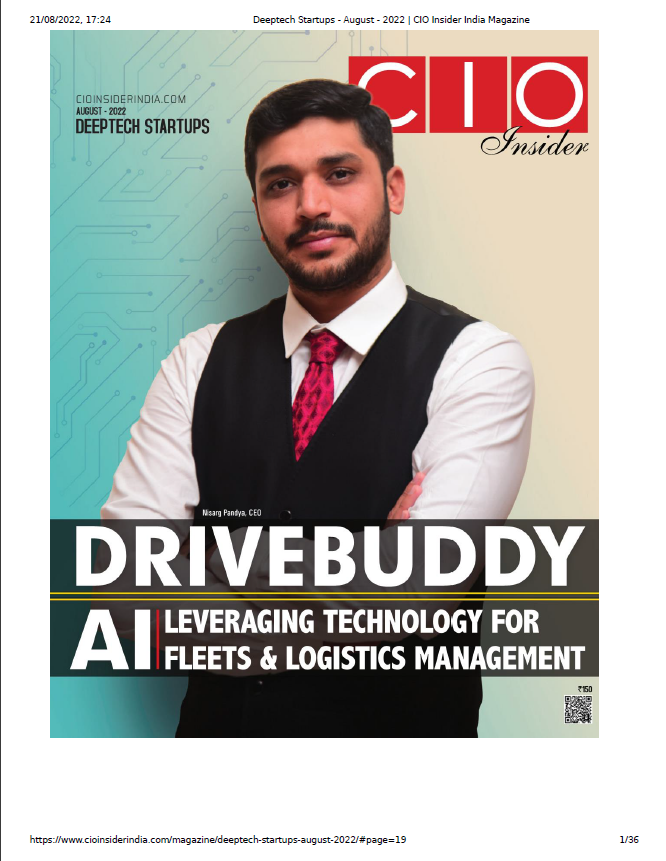 21/08/2022, 17:24
Deeptech Startups - August - 2022 | CIO Insider India Magazine
CIO
Insider
CIOINSIDERINDIA.COM
AUGUST - 2022
DEEPTECH STARTUPS
Nisarg Pandya, CEO
DRIVEBUDDY
AI
LEVERAGING TECHNOLOGY FOR
FLEETS & LOGISTICS MANAGEMENT
₹150
https://www.cioinsiderindia.com/magazine/deeptech-startups-august-2022/#page=19
1/36